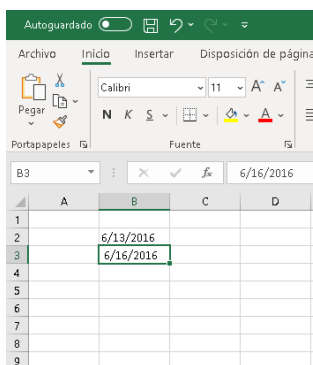 Autoguardado
Archivo Inicio Insertar Disposición de página
Pegar
Calibri 11 A A
N K S A
Portapapeles Fuente
B3 fx 6/16/2016
A B C D
1
2 6/13/2016
3 6/16/2016
4
5
6
7
8
9